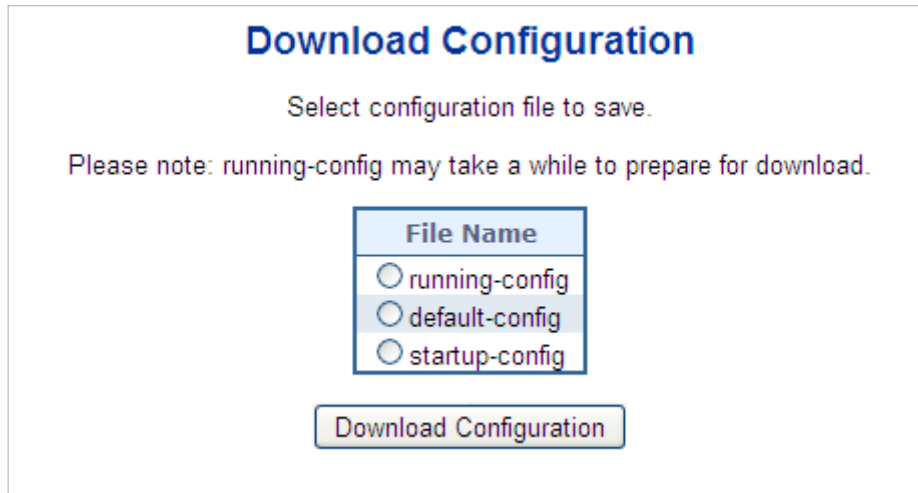 Download Configuration
Select configuration file to save.
Please note: running-config may take a while to prepare for download.
File Name
running-config
default-config
startup-config
Download Configuration